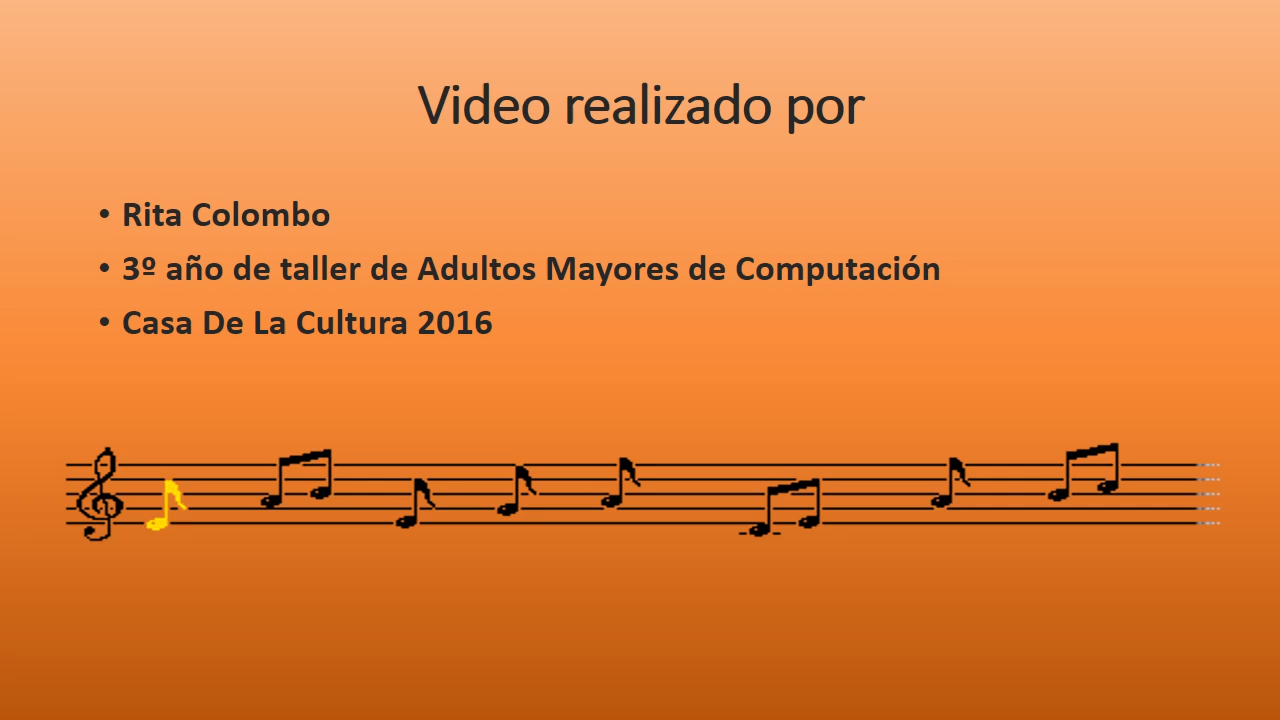 Video realizado por
• Rita Colombo
• 3º año de taller de Adultos Mayores de Computación
• Casa De La Cultura 2016